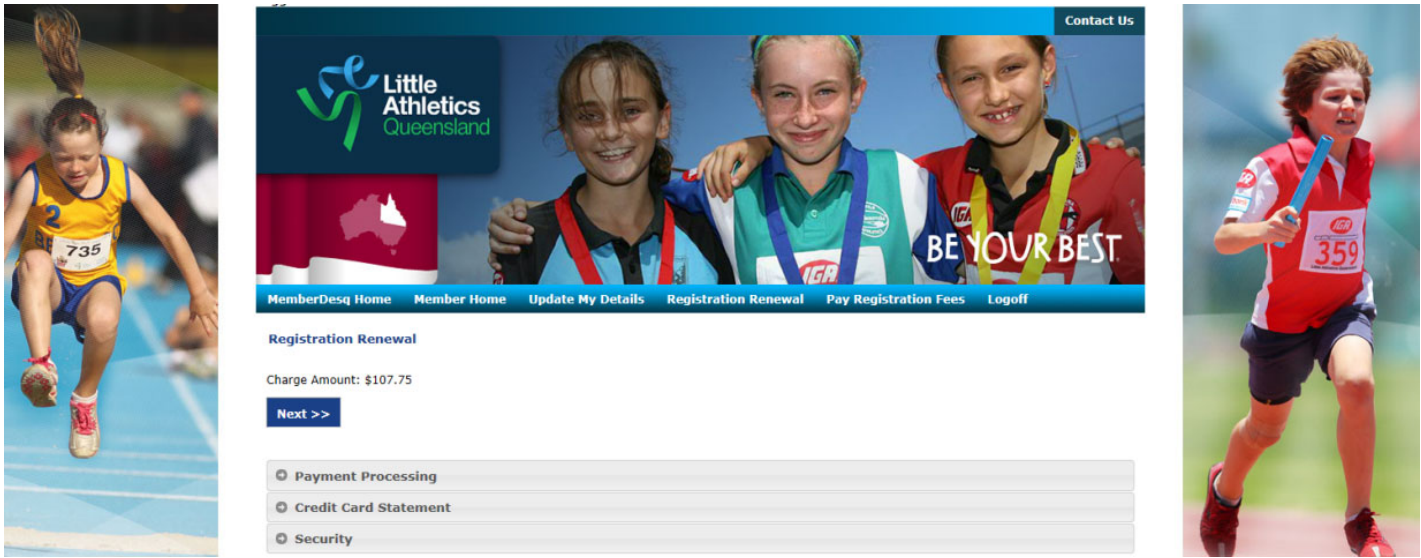 Contact Us
Little
Athletics
Queensland
IGA
IGA
BE YOUR BEST.
MemberDesq Home Member Home Update My Details Registration Renewal Pay Registration Fees Logoff
2
735
IGA
359
Registration Renewal
Charge Amount: $107.75
Next >>
Payment Processing
Credit Card Statement
Security